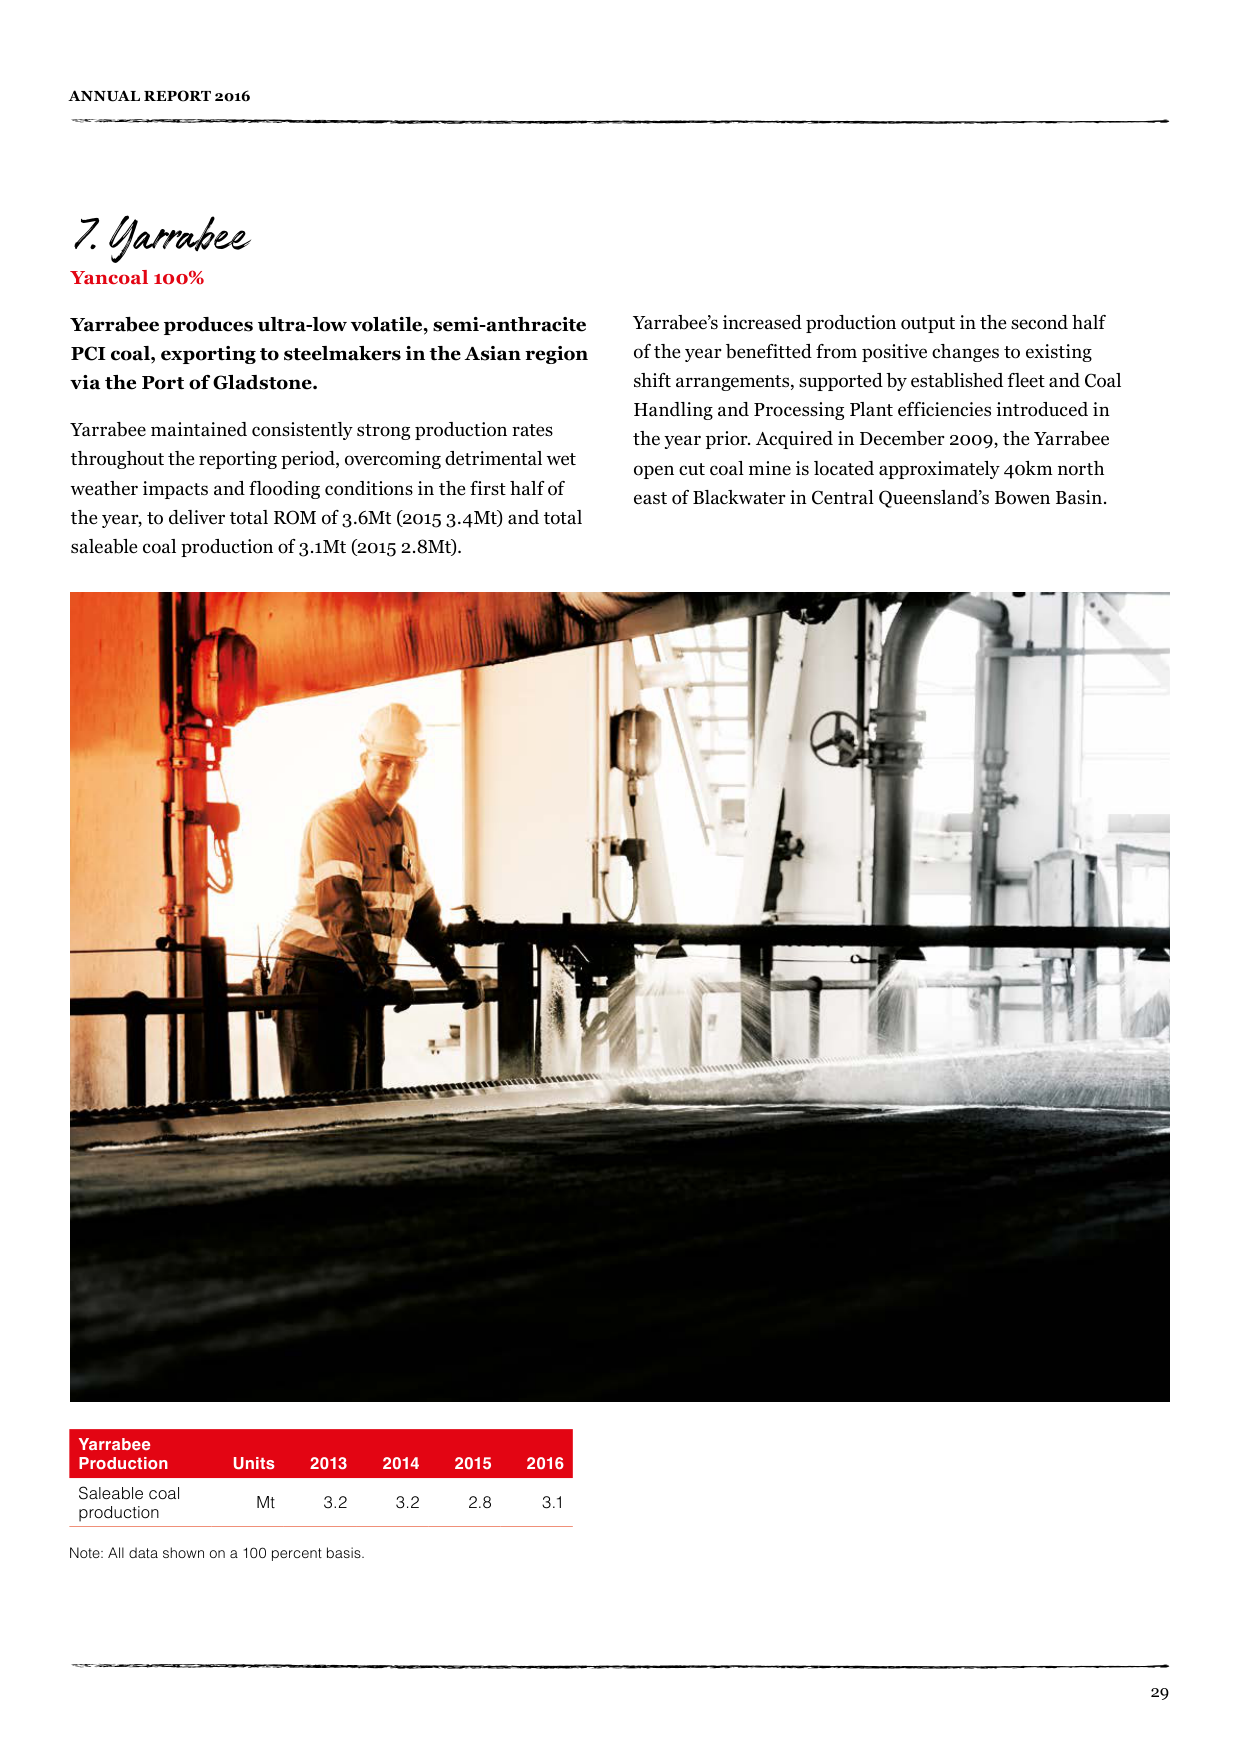 ANNUAL REPORT 2016
7. Yarrabee
Yancoal 100%
Yarrabee produces ultra-low volatile, semi-anthracite
PCI coal, exporting to steelmakers in the Asian region
via the Port of Gladstone.
Yarrabee maintained consistently strong production rates
throughout the reporting period, overcoming detrimental wet
weather impacts and flooding conditions in the first half of
the year, to deliver total ROM of 3.6Mt (2015 3.4Mt) and total
saleable coal production of 3.1Mt (2015 2.8Mt).
Yarrabee’s increased production output in the second half
of the year benefitted from positive changes to existing
shift arrangements, supported by established fleet and Coal
Handling and Processing Plant efficiencies introduced in
the year prior. Acquired in December 2009, the Yarrabee
open cut coal mine is located approximately 40km north
east of Blackwater in Central Queensland’s Bowen Basin.
Yarrabee
Production Units 2013 2014 2015 2016
Saleable coal
production Mt 3.2 3.2 2.8 3.1
Note: All data shown on a 100 percent basis.
29